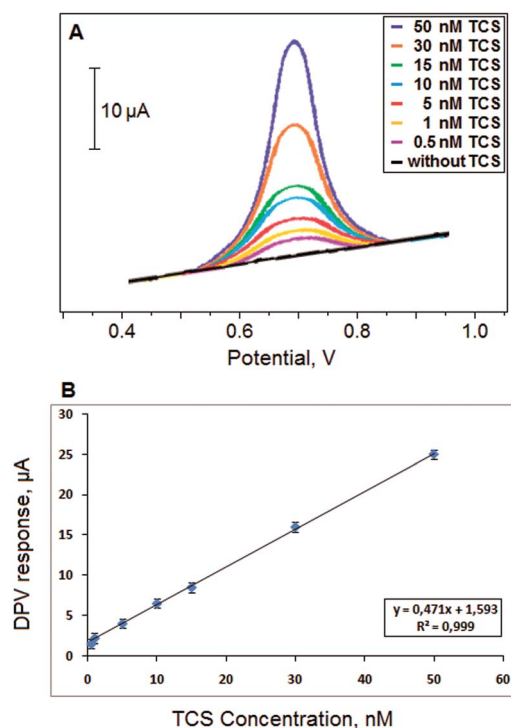 A
50 nM TCS
30 nM TCS
15 nM TCS
10 nM TCS
5 nM TCS
1 nM TCS
0.5 nM TCS
without TCS
10 µA
0.4 0.6 0.8 1.0
Potential, V
B
30
25
20
15
10
5
0
DPV response, µA
y = 0,471x + 1,593
R² = 0,999
0 10 20 30 40 50 60
TCS Concentration, nM